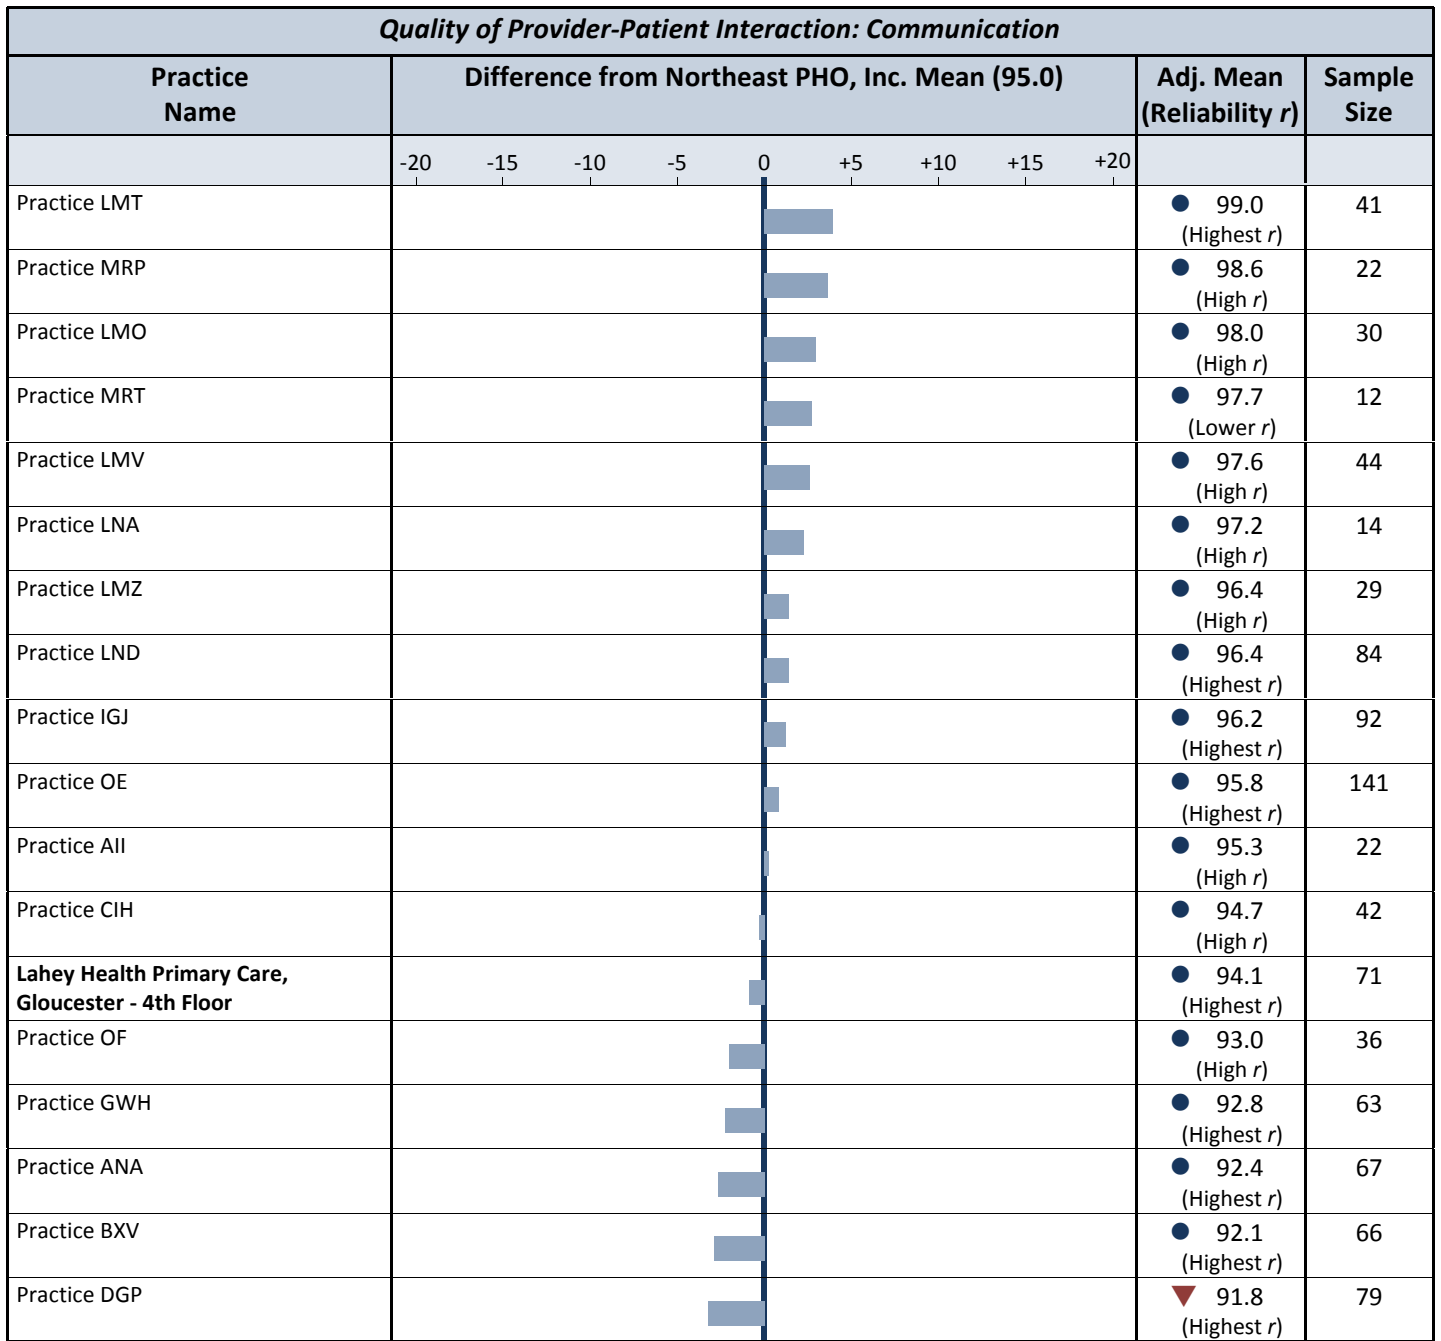 Quality of Provider-Patient Interaction: Communication
Practice Name
Difference from Northeast PHO, Inc. Mean (95.0)
Adj. Mean (Reliability r)
Sample Size
-20 -15 -10 -5 0 +5 +10 +15 +20
Practice LMT 99.0 41
(Highest r)
Practice MRP 98.6 22
(High r)
Practice LMO 98.0 30
(High r)
Practice MRT 97.7 12
(Lower r)
Practice LMV 97.6 44
(High r)
Practice LNA 97.2 14
(High r)
Practice LMZ 96.4 29
(High r)
Practice LND 96.4 84
(Highest r)
Practice IGJ 96.2 92
(Highest r)
Practice OE 95.8 141
(Highest r)
Practice AII 95.3 22
(High r)
Practice CIH 94.7 42
(High r)
Lahey Health Primary Care, 94.1 71
Gloucester - 4th Floor (Highest r)
Practice OF 93.0 36
(High r)
Practice GWH 92.8 63
(Highest r)
Practice ANA 92.4 67
(Highest r)
Practice BXV 92.1 66
(Highest r)
Practice DGP 91.8 79
(Highest r)